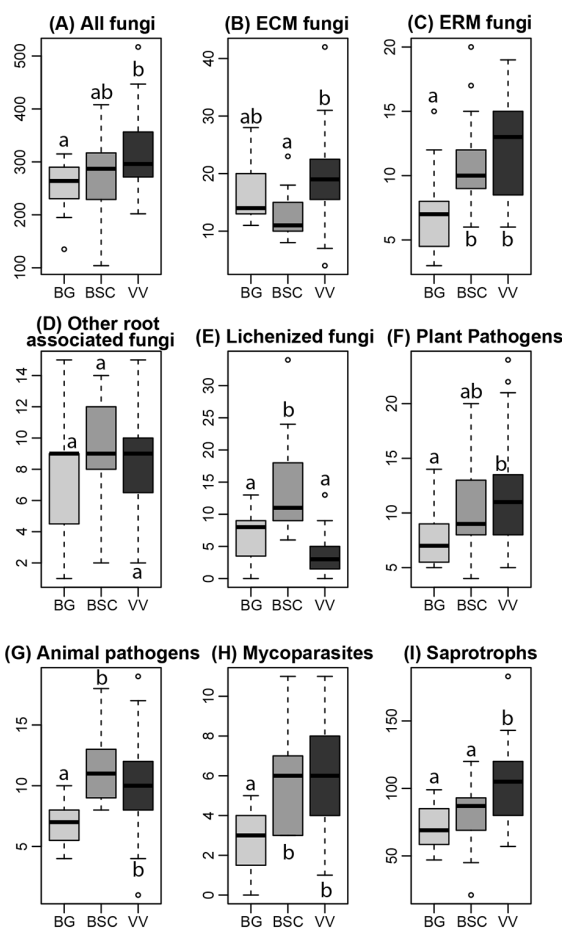 (A) All fungi
500
400
300
200
100
a
ab
b
BG BSC VV
(B) ECM fungi
40
30
20
10
ab
a
b
BG BSC VV
(C) ERM fungi
20
15
10
5
a
b
b
BG BSC VV
(D) Other root
associated fungi
14
12
10
8
6
4
2
a
a
a
BG BSC VV
(E) Lichenized fungi
30
25
20
15
10
5
0
a
b
a
BG BSC VV
(F) Plant Pathogens
20
15
10
5
a
ab
b
BG BSC VV
(G) Animal pathogens
15
10
5
a
b
b
BG BSC VV
(H) Mycoparasites
10
8
6
4
2
0
a
b
b
BG BSC VV
(I) Saprotrophs
150
100
50
a
a
b
BG BSC VV